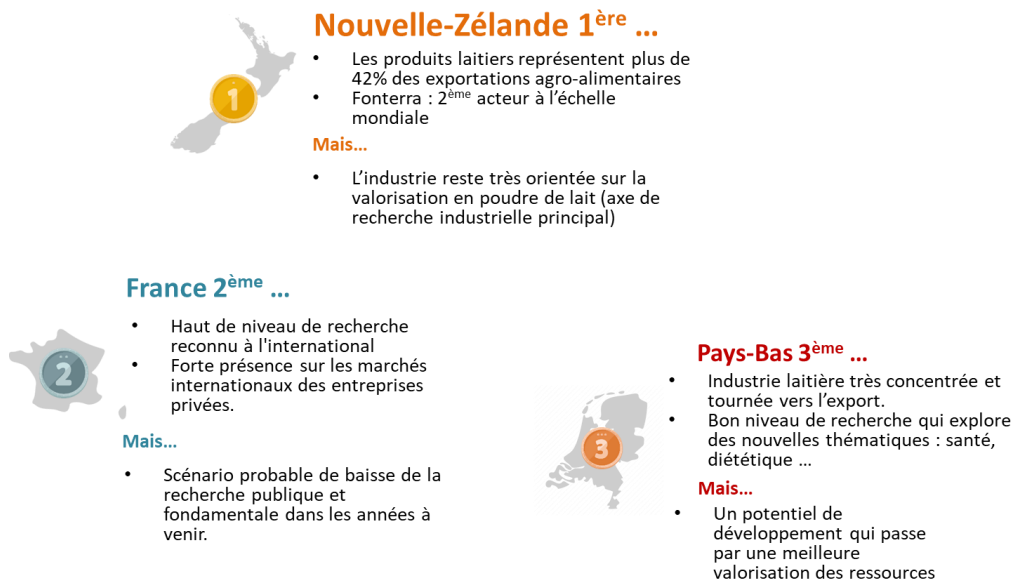 Nouvelle-Zélande 1ère ...
• Les produits laitiers représentent plus de
42% des exportations agro-alimentaires
• Fonterra : 2ème acteur à l'échelle
mondiale
Mais...
• L'industrie reste très orientée sur la
valorisation en poudre de lait (axe de
recherche industrielle principal)
1
France 2ème ...
• Haut de niveau de recherche
reconnu à l'international
• Forte présence sur les marchés
internationaux des entreprises
privées.
2
Mais...
• Scénario probable de baisse de la
recherche publique et
fondamentale dans les années à
venir.
Pays-Bas 3ème ...
• Industrie laitière très concentrée et
tournée vers l'export.
• Bon niveau de recherche qui explore
des nouvelles thématiques : santé,
diététique ...
3
Mais...
• Un potentiel de
développement qui passe
par une meilleure
valorisation des ressources